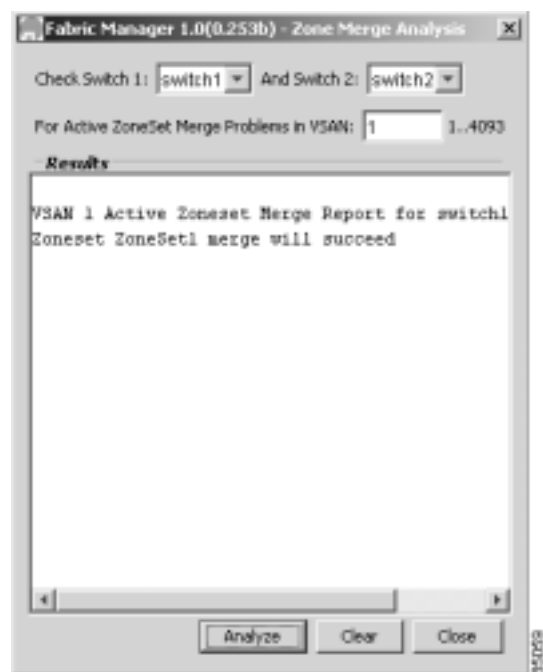 Fabric Manager 1.0(0.253b) - Zone Merge Analysis
Check Switch 1: switch1 And Switch 2: switch2
For Active ZoneSet Merge Problems in VSAN: 1 1..4093
Results
VSAN 1 Active Zoneset Merge Report for switch1
Zoneset ZoneSet1 merge will succeed
Analyze Clear Close